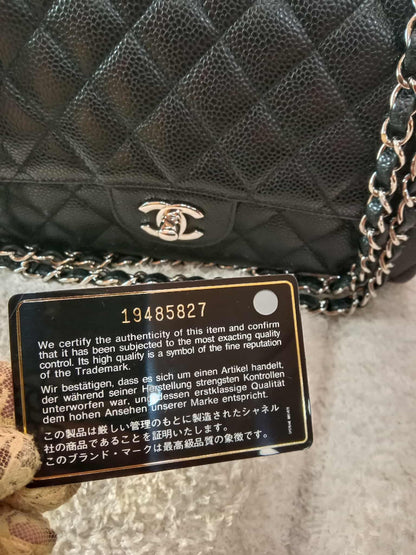 19485827
We certify the authenticity of this item and confirm
that it has been subjected to the most exacting quality
control. Its high quality is a symbol of the fine reputation
of the Trademark.
Wir bestätigen, dass es sich um einen Artikel handelt,
der während seiner Herstellung strengsten Kontrollen
unterworfen war, und dessen erstklassige Qualität
dem hohen Ansehen unserer Marke entspricht.
この製品は厳しい管理のもとに製造されたシャネル
社の商品であることを証明いたします。
このブランド・マークは最高級品質の象徴です。